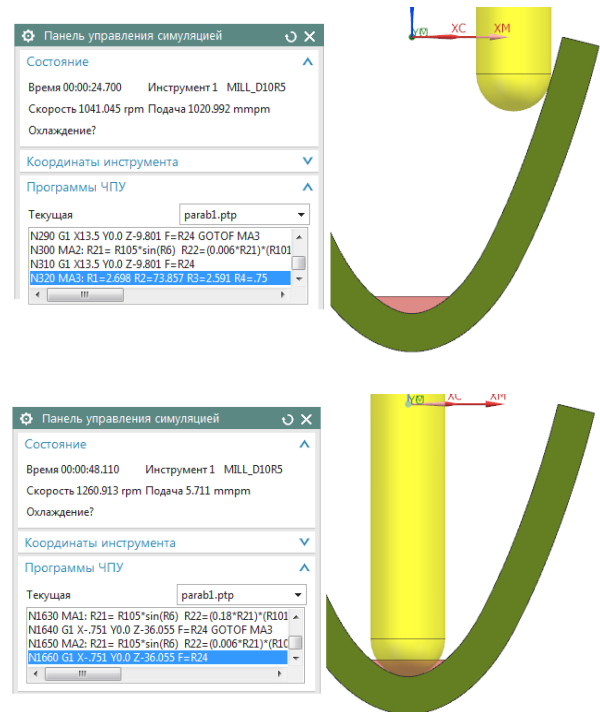 Панель управления симуляцией
Состояние
Время 00:00:24.700 Инструмент 1 MILL_D10R5
Скорость 1041.045 rpm Подача 1020.992 mmpm
Охлаждение?
Координаты инструмента
Программы ЧПУ
Текущая parab1.ptp
N290 G1 X13.5 Y0.0 Z-9.801 F=R24 GOTOF MA3
N300 MA2: R21= R105*sin(R6) R22=(0.006*R21)*(R101
N310 G1 X13.5 Y0.0 Z-9.801 F=R24
N320 MA3: R1=2.698 R2=73.857 R3=2.591 R4=.75
YM XC XM
Панель управления симуляцией
Состояние
Время 00:00:48.110 Инструмент 1 MILL_D10R5
Скорость 1260.913 rpm Подача 5.711 mmpm
Охлаждение?
Координаты инструмента
Программы ЧПУ
Текущая parab1.ptp
N1630 MA1: R21= R105*sin(R6) R22=(0.18*R21)*(R101
N1640 G1 X-.751 Y0.0 Z-36.055 F=R24 GOTOF MA3
N1650 MA2: R21= R105*sin(R6) R22=(0.006*R21)*(R10
N1660 G1 X-.751 Y0.0 Z-36.055 F=R24
YM XC XM